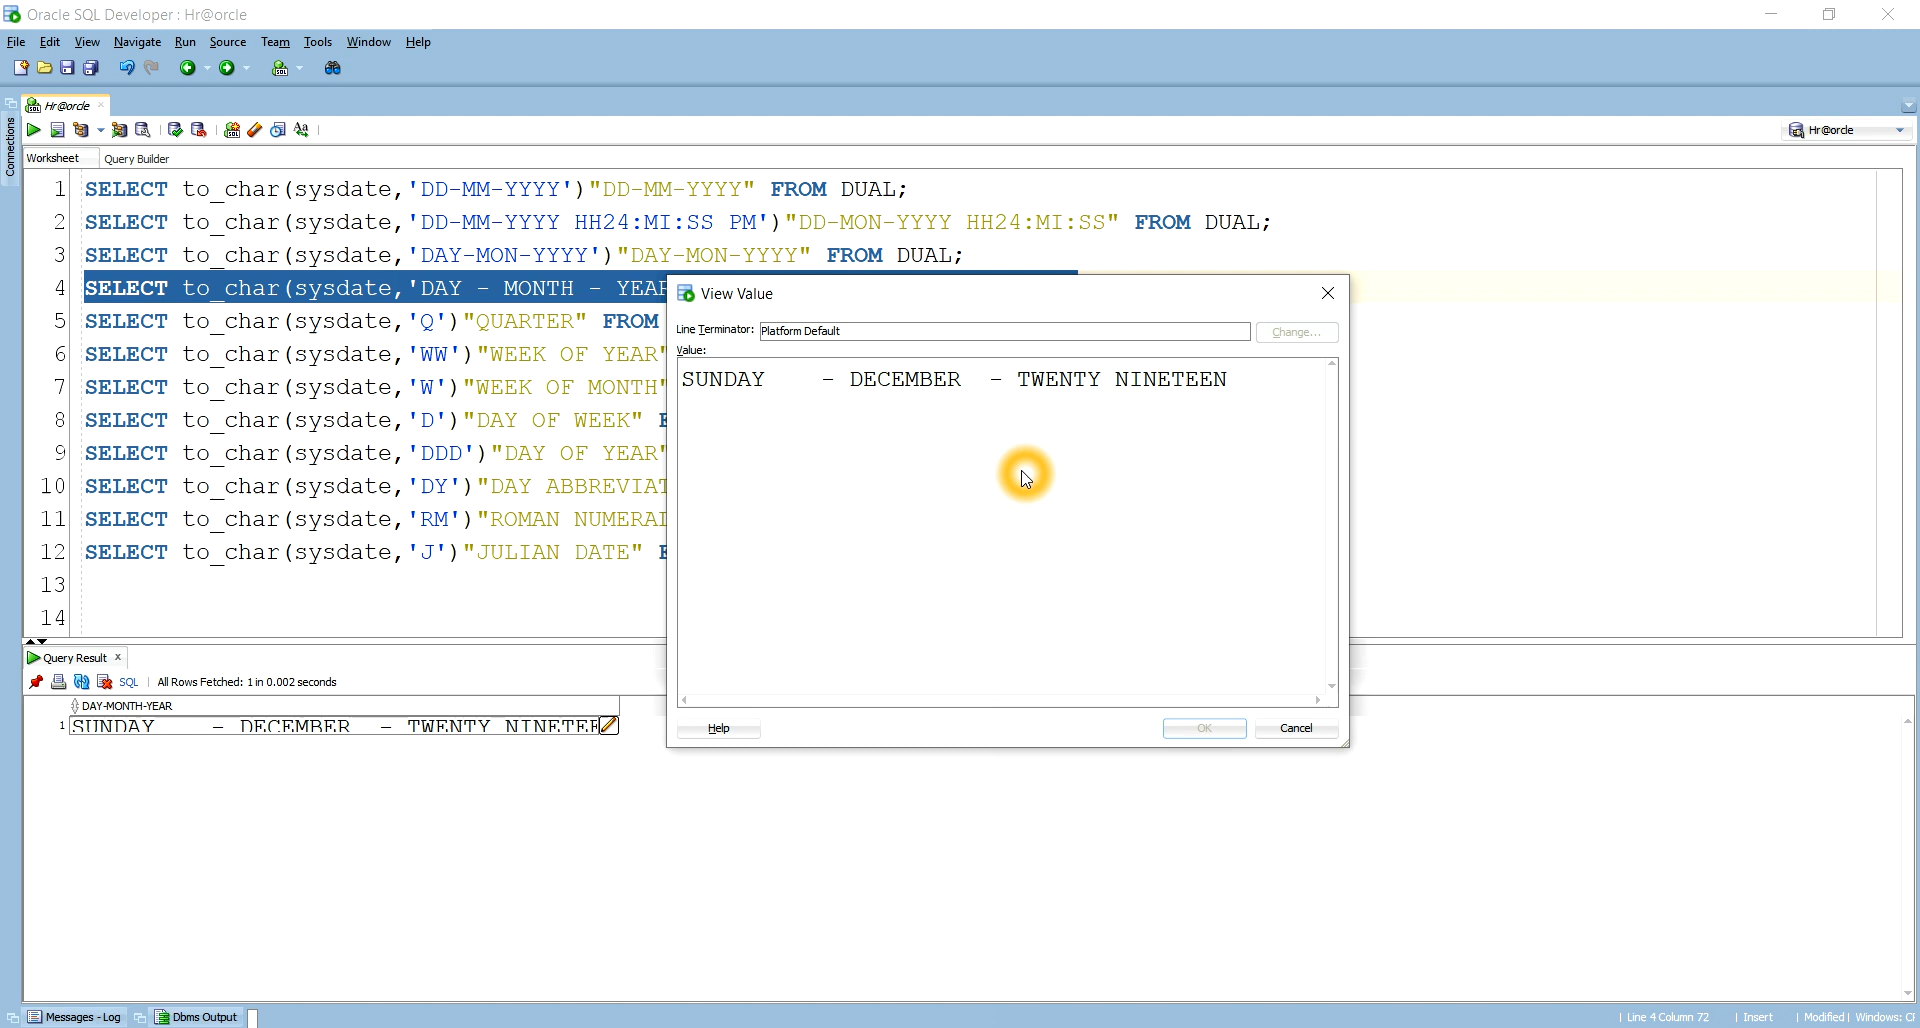 Oracle SQL Developer : Hr@orcle
File Edit View Navigate Run Source Team Tools Window Help
Hr@orcle
Connections
Hr@orcle
Worksheet Query Builder
1 SELECT to_char(sysdate,'DD-MM-YYYY')"DD-MM-YYYY" FROM DUAL;
2 SELECT to_char(sysdate,'DD-MM-YYYY HH24:MI:SS PM')"DD-MON-YYYY HH24:MI:SS" FROM DUAL;
3 SELECT to_char(sysdate,'DAY-MON-YYYY')"DAY-MON-YYYY" FROM DUAL;
4 SELECT to_char(sysdate,'DAY - MONTH - YEAR
5 SELECT to_char(sysdate,'Q')"QUARTER" FROM
6 SELECT to_char(sysdate,'WW')"WEEK OF YEAR"
7 SELECT to_char(sysdate,'W')"WEEK OF MONTH"
8 SELECT to_char(sysdate,'D')"DAY OF WEEK"
9 SELECT to_char(sysdate,'DDD')"DAY OF YEAR"
10 SELECT to_char(sysdate,'DY')"DAY ABBREVIAT
11 SELECT to_char(sysdate,'RM')"ROMAN NUMERAL
12 SELECT to_char(sysdate,'J')"JULIAN DATE"
13
14
View Value
Line Terminator: Platform Default Change...
Value:
SUNDAY - DECEMBER - TWENTY NINETEEN
Help OK Cancel
Query Result
SQL All Rows Fetched: 1 in 0.002 seconds
DAY-MONTH-YEAR
1 SUNDAY - DECEMBER - TWENTY NINETEE
Messages - Log Dbms Output
Line 4 Column 72 Insert Modified Windows: C